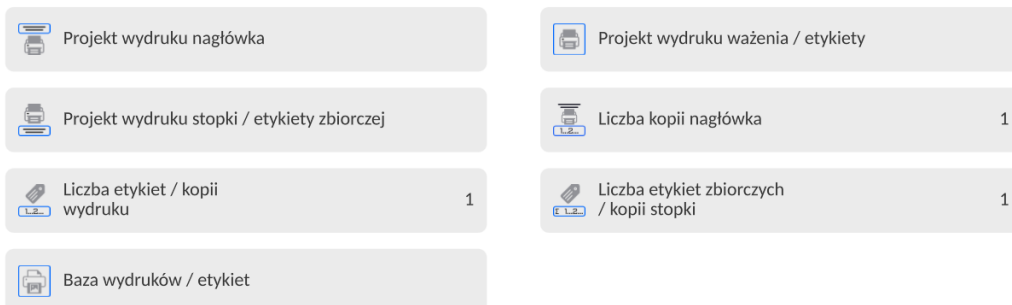 Projekt wydruku nagłówka
Projekt wydruku ważenia / etykiety
Projekt wydruku stopki / etykiety zbiorczej
Liczba kopii nagłówka 1
Liczba etykiet / kopii
wydruku 1
Liczba etykiet zbiorczych
/ kopii stopki 1
Baza wydruków / etykiet